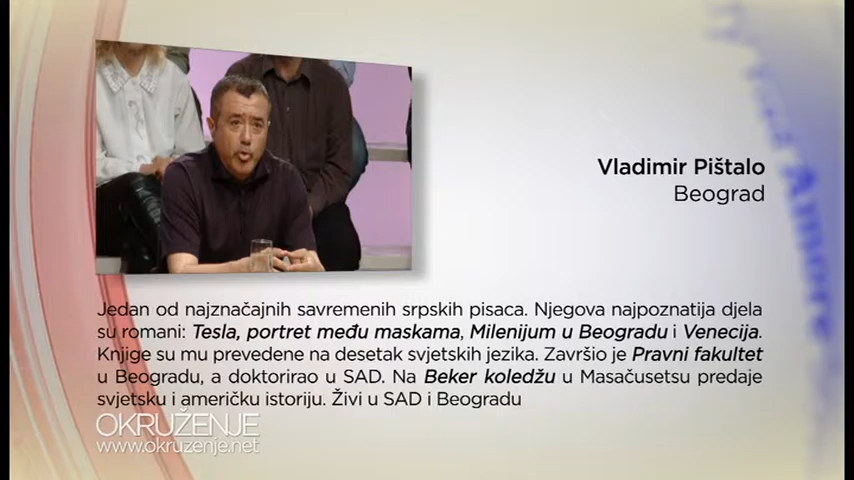 Vladimir Pištalo
Beograd
Jedan od najznačajnih savremenih srpskih pisaca. Njegova najpoznatija djela
su romani: Tesla, portret među maskama, Milenijum u Beogradu i Venecija.
Knjige su mu prevedene na desetak svjetskih jezika. Završio je Pravni fakultet
u Beogradu, a doktorirao u SAD. Na Beker koledžu u Masačusetsu predaje
svjetsku i američku istoriju. Živi u SAD i Beogradu
OKRUŽENJE
www.okruzenje.net